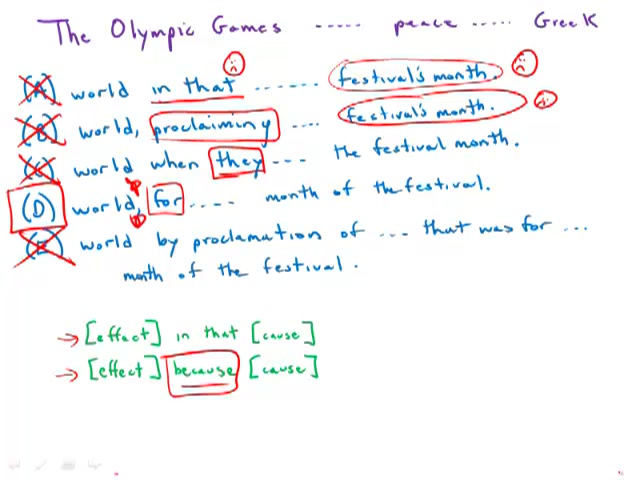 The Olympic Games ..... peace ..... Greek
(A) world in that ...... festival's month.
(B) world, proclaiming .... festival's month.
(C) world when they .... the festival month.
(D) world, for .... month of the festival.
(E) world by proclamation of ... that was for ...
month of the festival.
→ [effect] in that [cause]
→ [effect] because [cause]